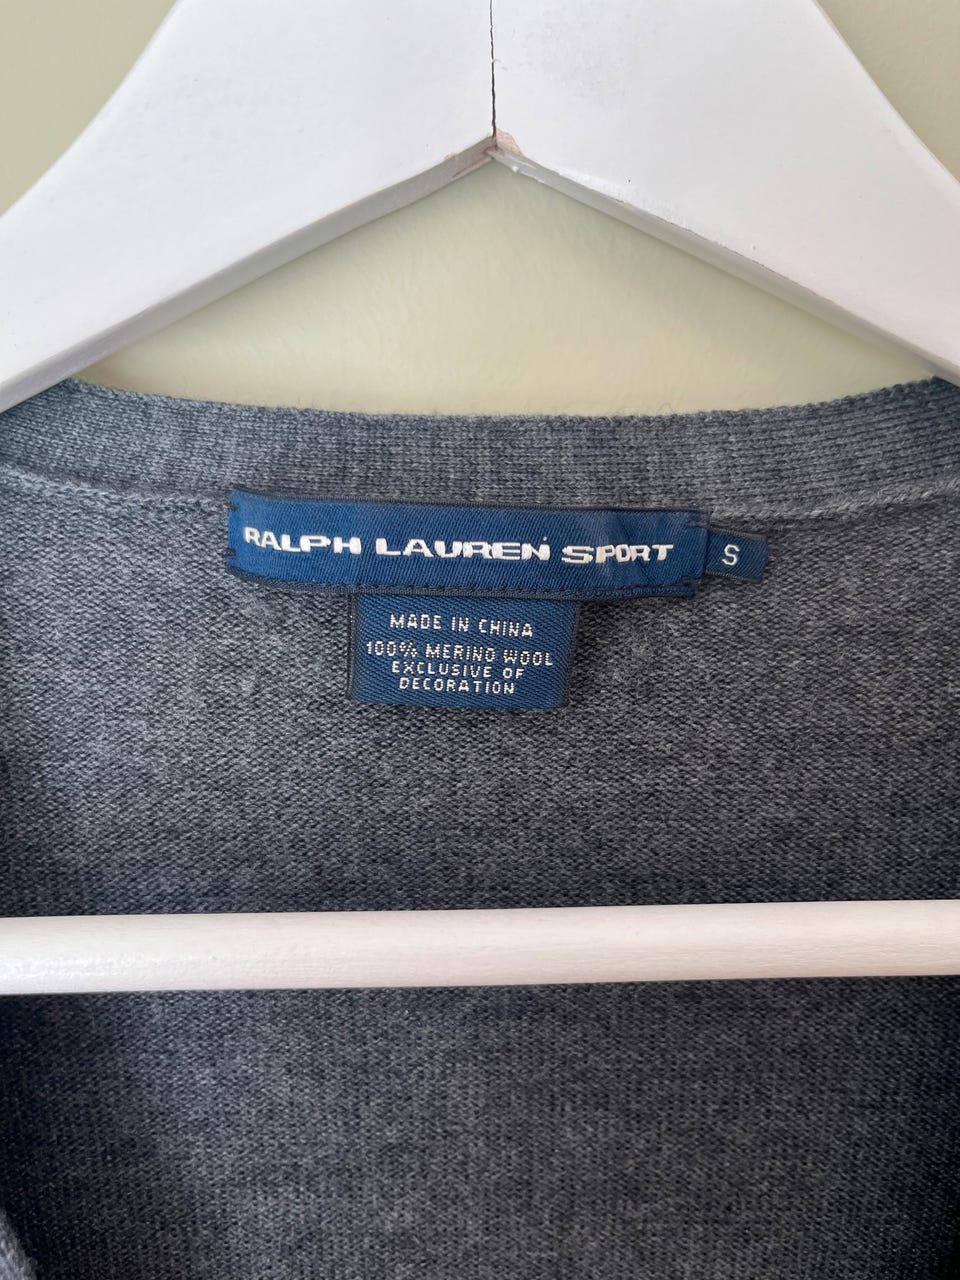 RALPH LAUREN SPORT
S
MADE IN CHINA
100% MERINO WOOL
EXCLUSIVE OF
DECORATION